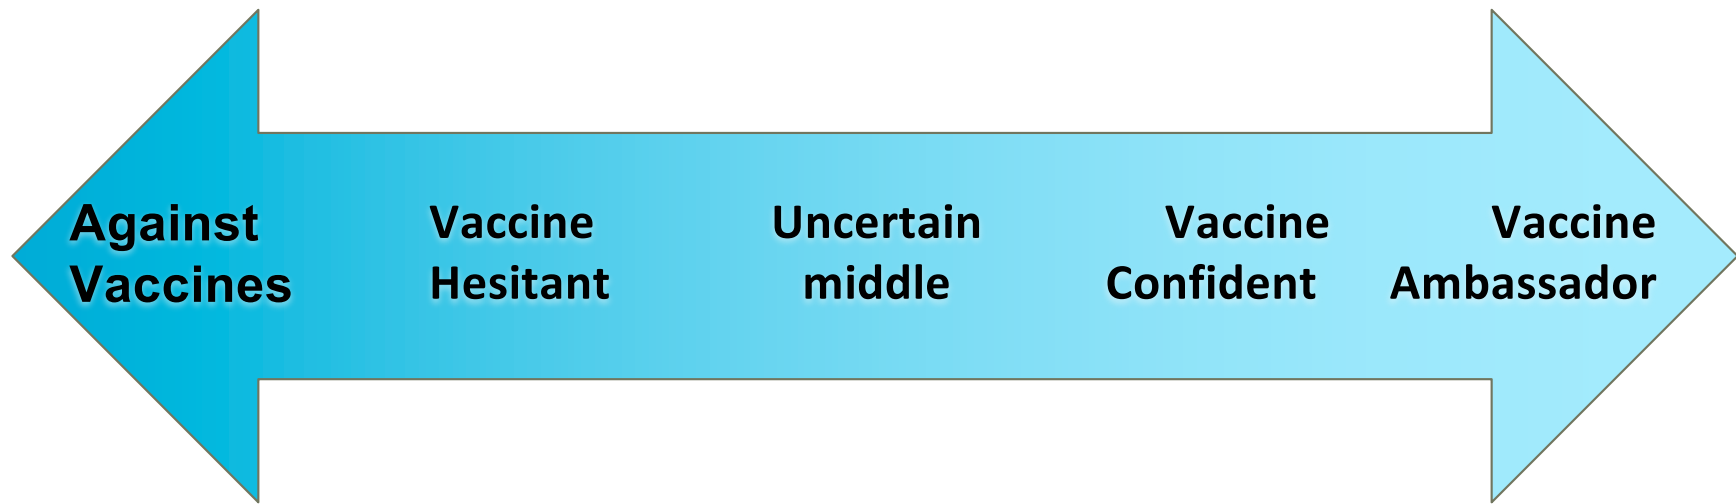 Against
Vaccines
Vaccine
Hesitant
Uncertain
middle
Vaccine
Confident
Vaccine
Ambassador